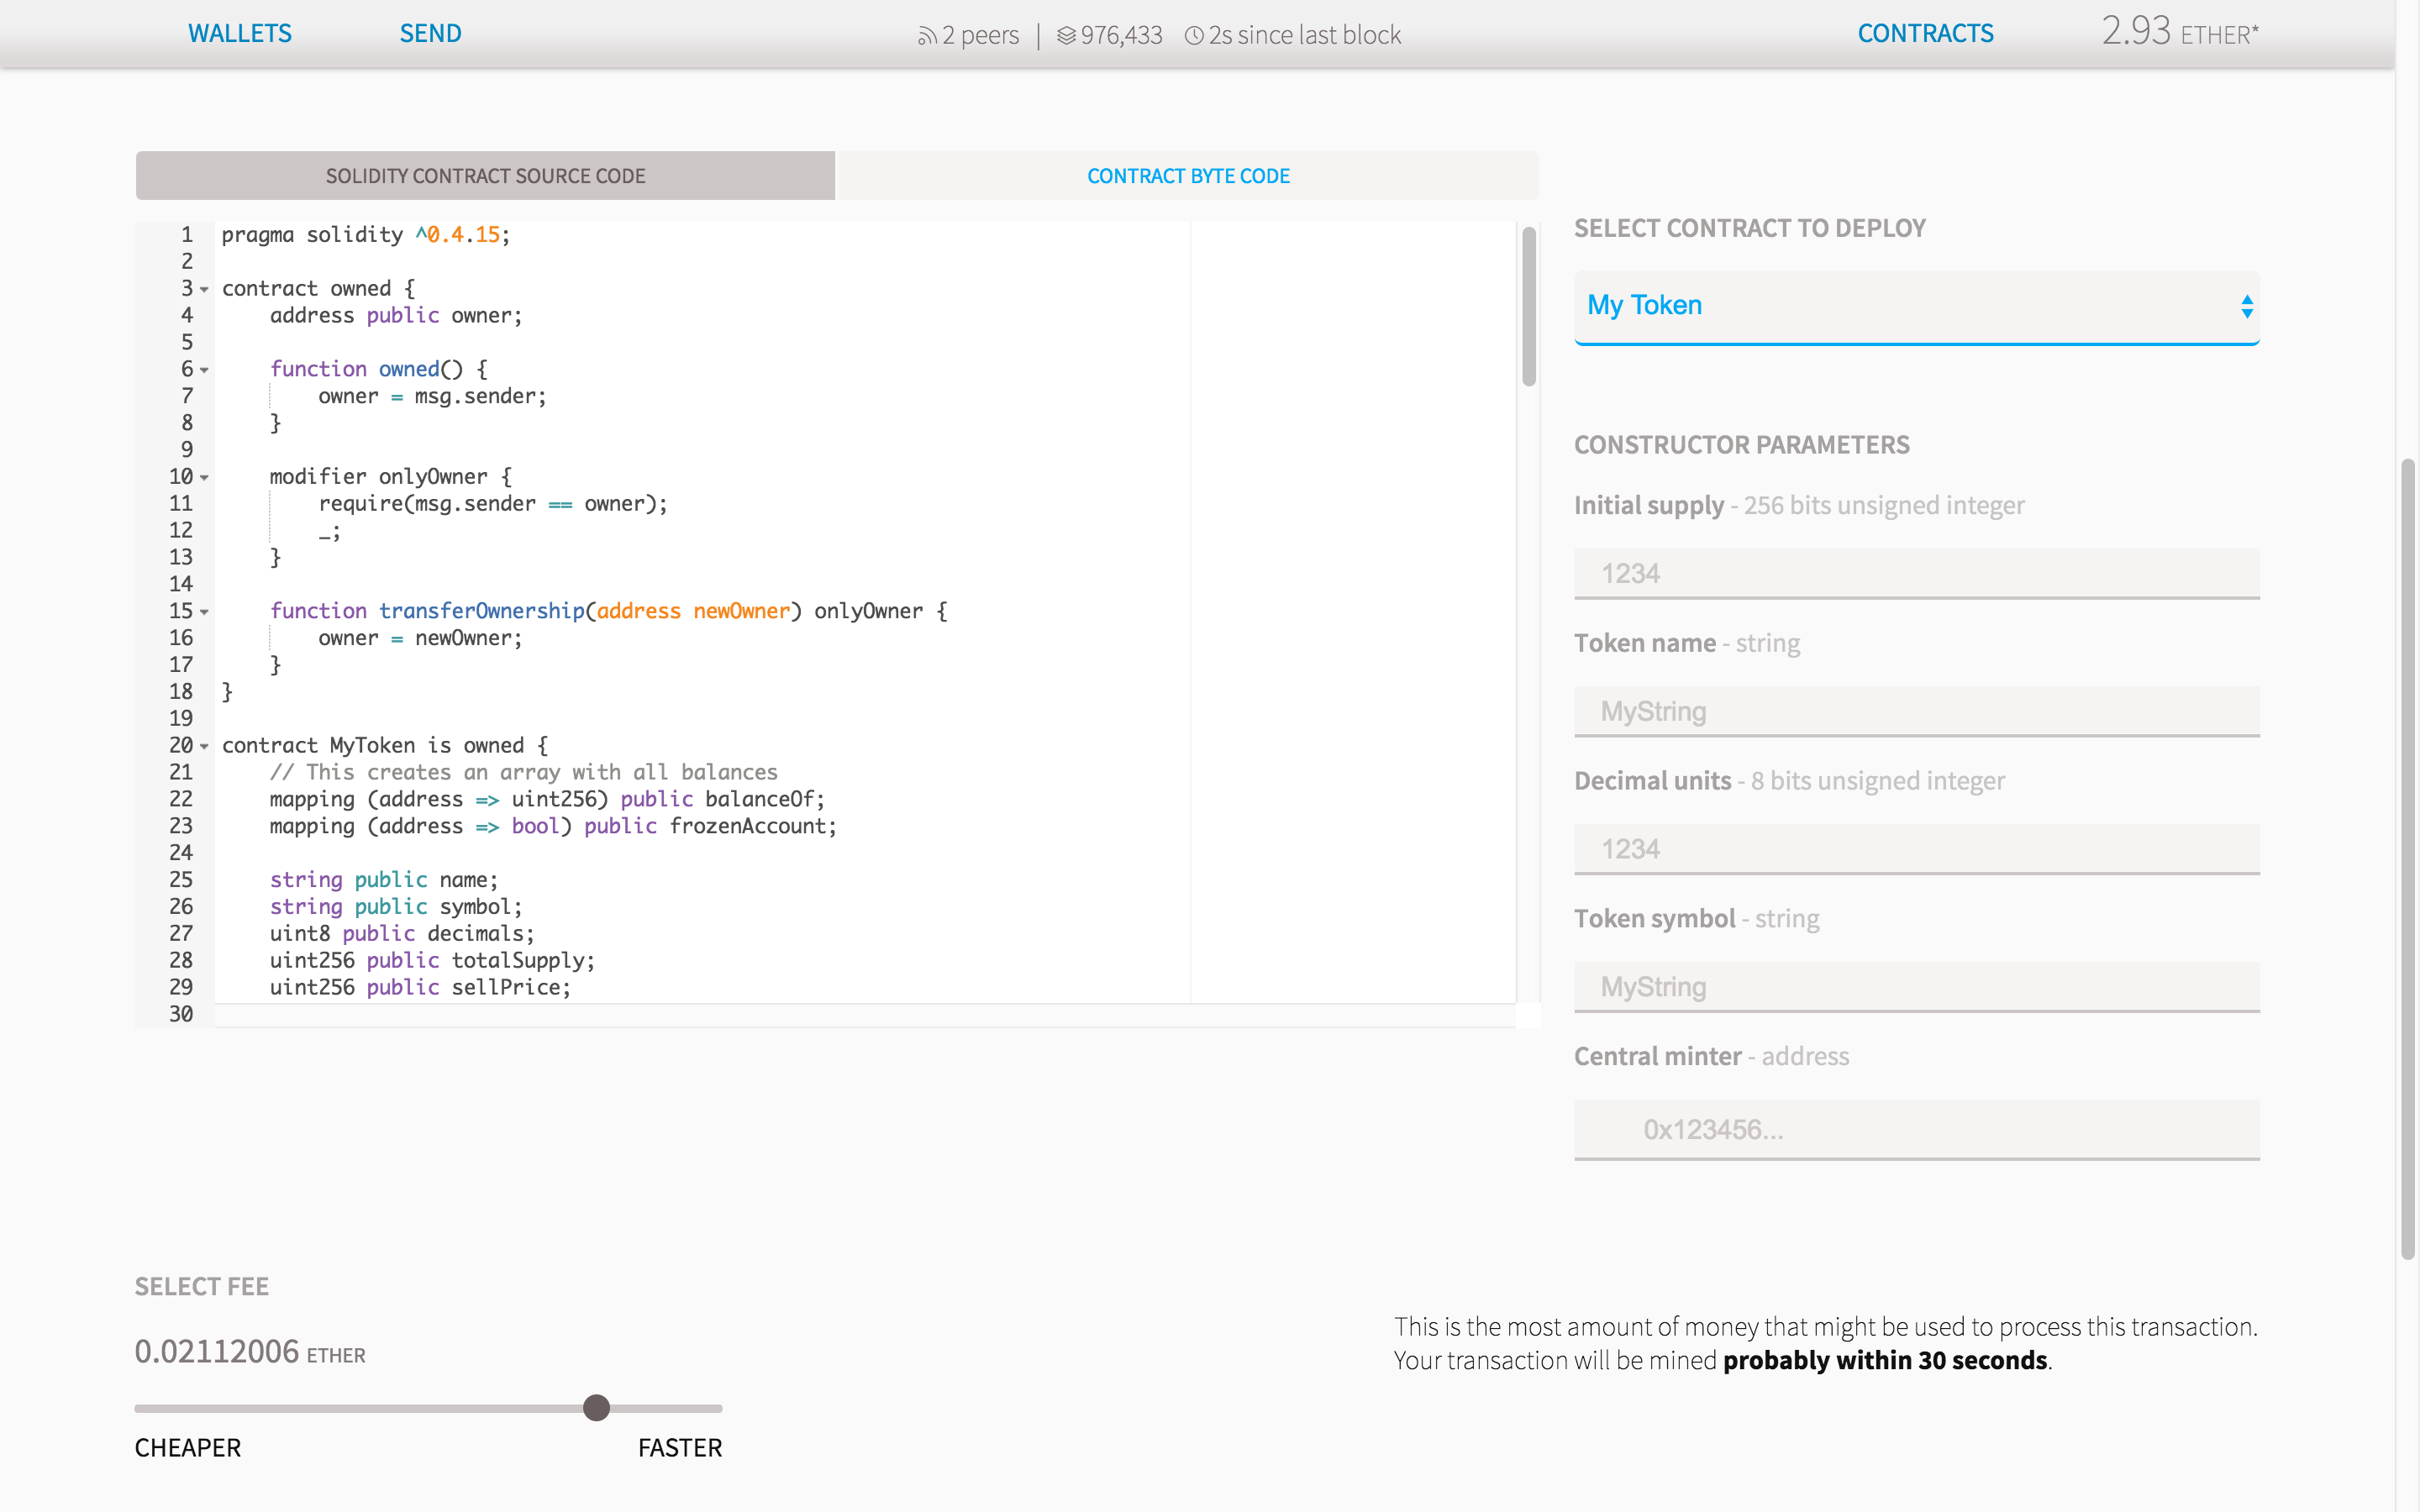 WALLETS
SEND
2 peers | 976,433 2s since last block
CONTRACTS
2.93 ETHER*
SOLIDITY CONTRACT SOURCE CODE
CONTRACT BYTE CODE
1 pragma solidity ^0.4.15;
2
3 contract owned {
4 address public owner;
5
6 function owned() {
7 owner = msg.sender;
8 }
9
10 modifier onlyOwner {
11 require(msg.sender == owner);
12 _;
13 }
14
15 function transferOwnership(address newOwner) onlyOwner {
16 owner = newOwner;
17 }
18 }
19
20 contract MyToken is owned {
21 // This creates an array with all balances
22 mapping (address => uint256) public balanceOf;
23 mapping (address => bool) public frozenAccount;
24
25 string public name;
26 string public symbol;
27 uint8 public decimals;
28 uint256 public totalSupply;
29 uint256 public sellPrice;
30
SELECT CONTRACT TO DEPLOY
My Token
CONSTRUCTOR PARAMETERS
Initial supply - 256 bits unsigned integer
1234
Token name - string
MyString
Decimal units - 8 bits unsigned integer
1234
Token symbol - string
MyString
Central minter - address
0x123456...
SELECT FEE
0.02112006 ETHER
CHEAPER
FASTER
This is the most amount of money that might be used to process this transaction.
Your transaction will be mined probably within 30 seconds.